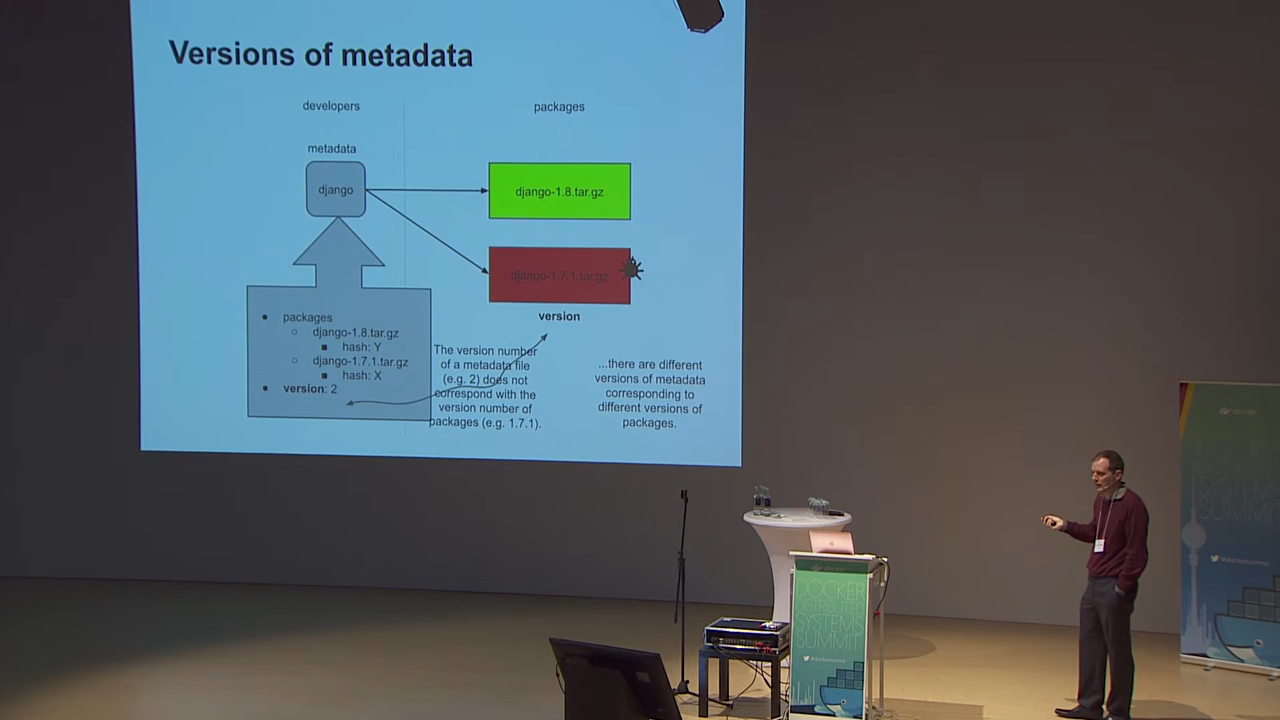 Versions of metadata
developers
packages
metadata
django
django-1.8.tar.gz
django-1.7.1.tar.gz
version
● packages
○ django-1.8.tar.gz
■ hash: Y
○ django-1.7.1.tar.gz
■ hash: X
● version: 2
The version number
of a metadata file
(e.g. 2) does not
correspond with the
version number of
packages (e.g. 1.7.1).
...there are different
versions of metadata
corresponding to
different versions of
packages.
DOCKER
SUMMIT